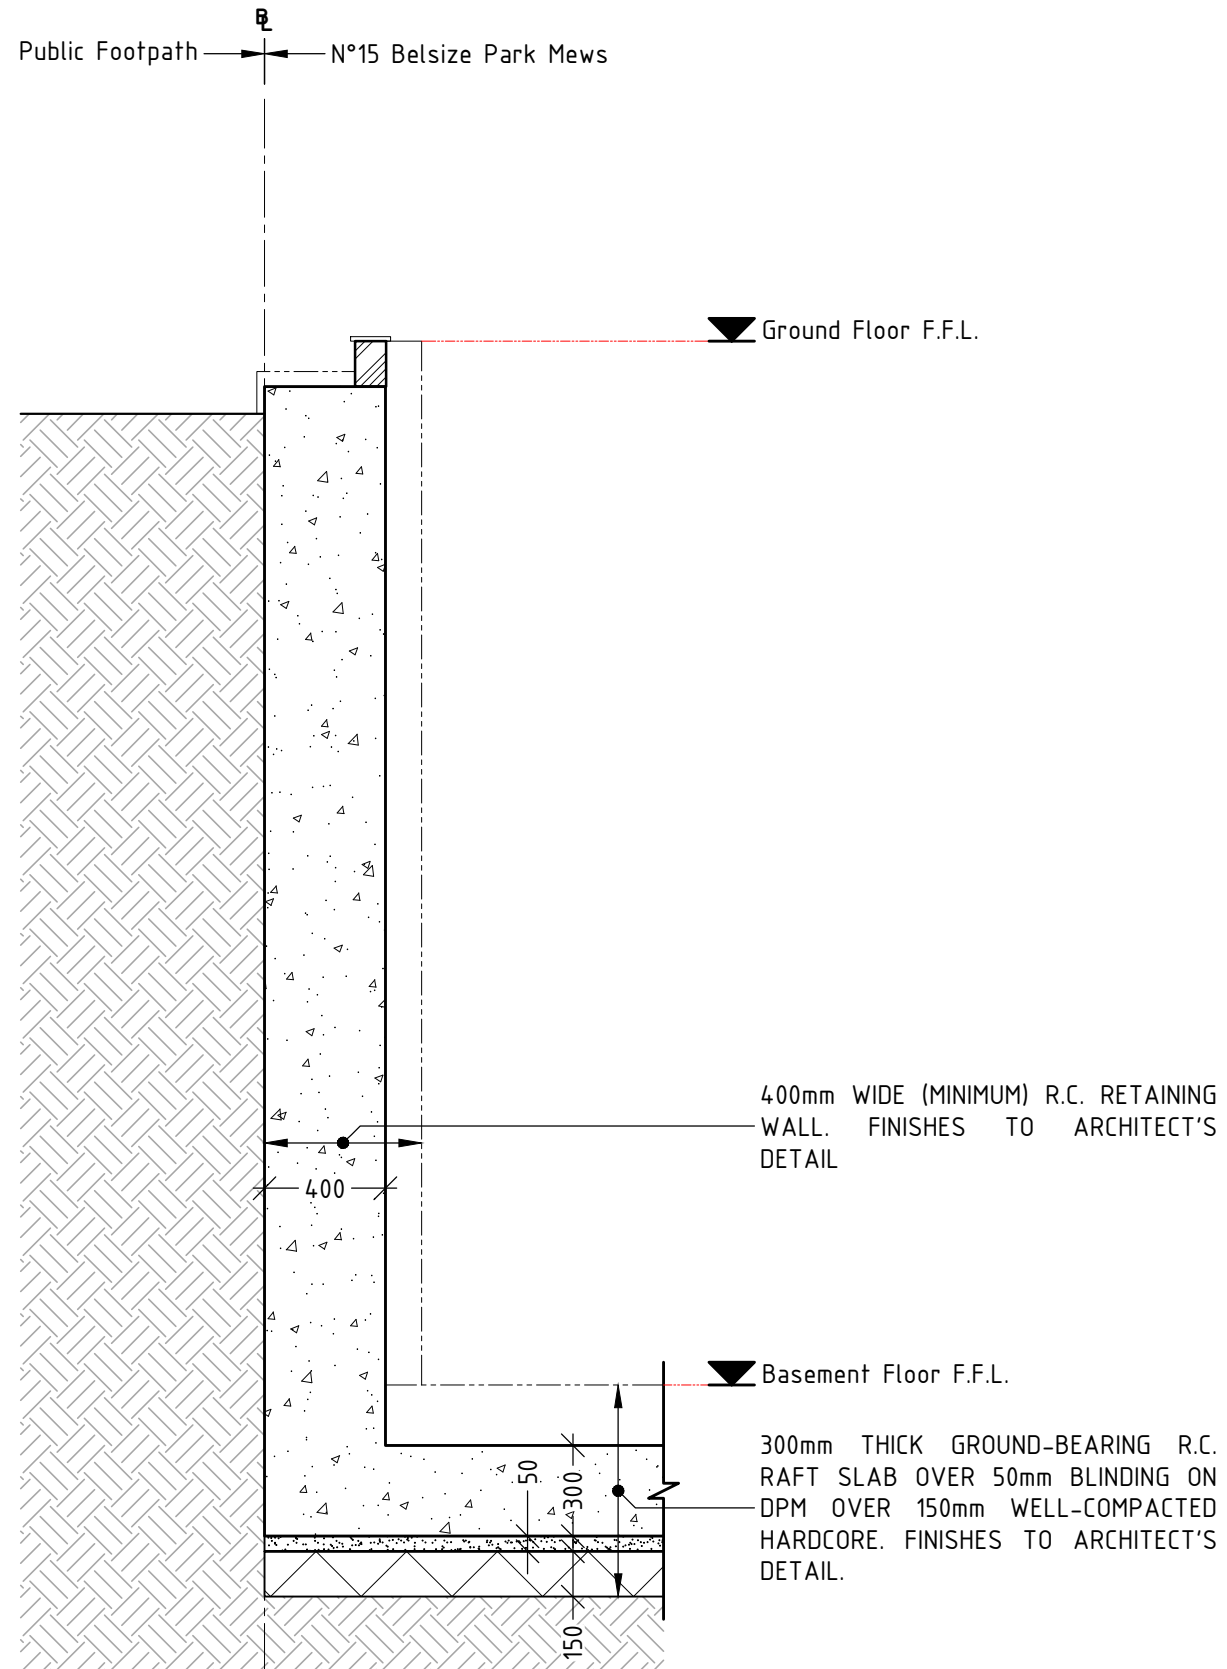 BL
Public Footpath
N°15 Belsize Park Mews
Ground Floor F.F.L.
400mm WIDE (MINIMUM) R.C. RETAINING
WALL. FINISHES TO ARCHITECT'S
DETAIL
400
Basement Floor F.F.L.
300mm THICK GROUND-BEARING R.C.
RAFT SLAB OVER 50mm BLINDING ON
DPM OVER 150mm WELL-COMPACTED
HARDCORE. FINISHES TO ARCHITECT'S
DETAIL.
50
300
150